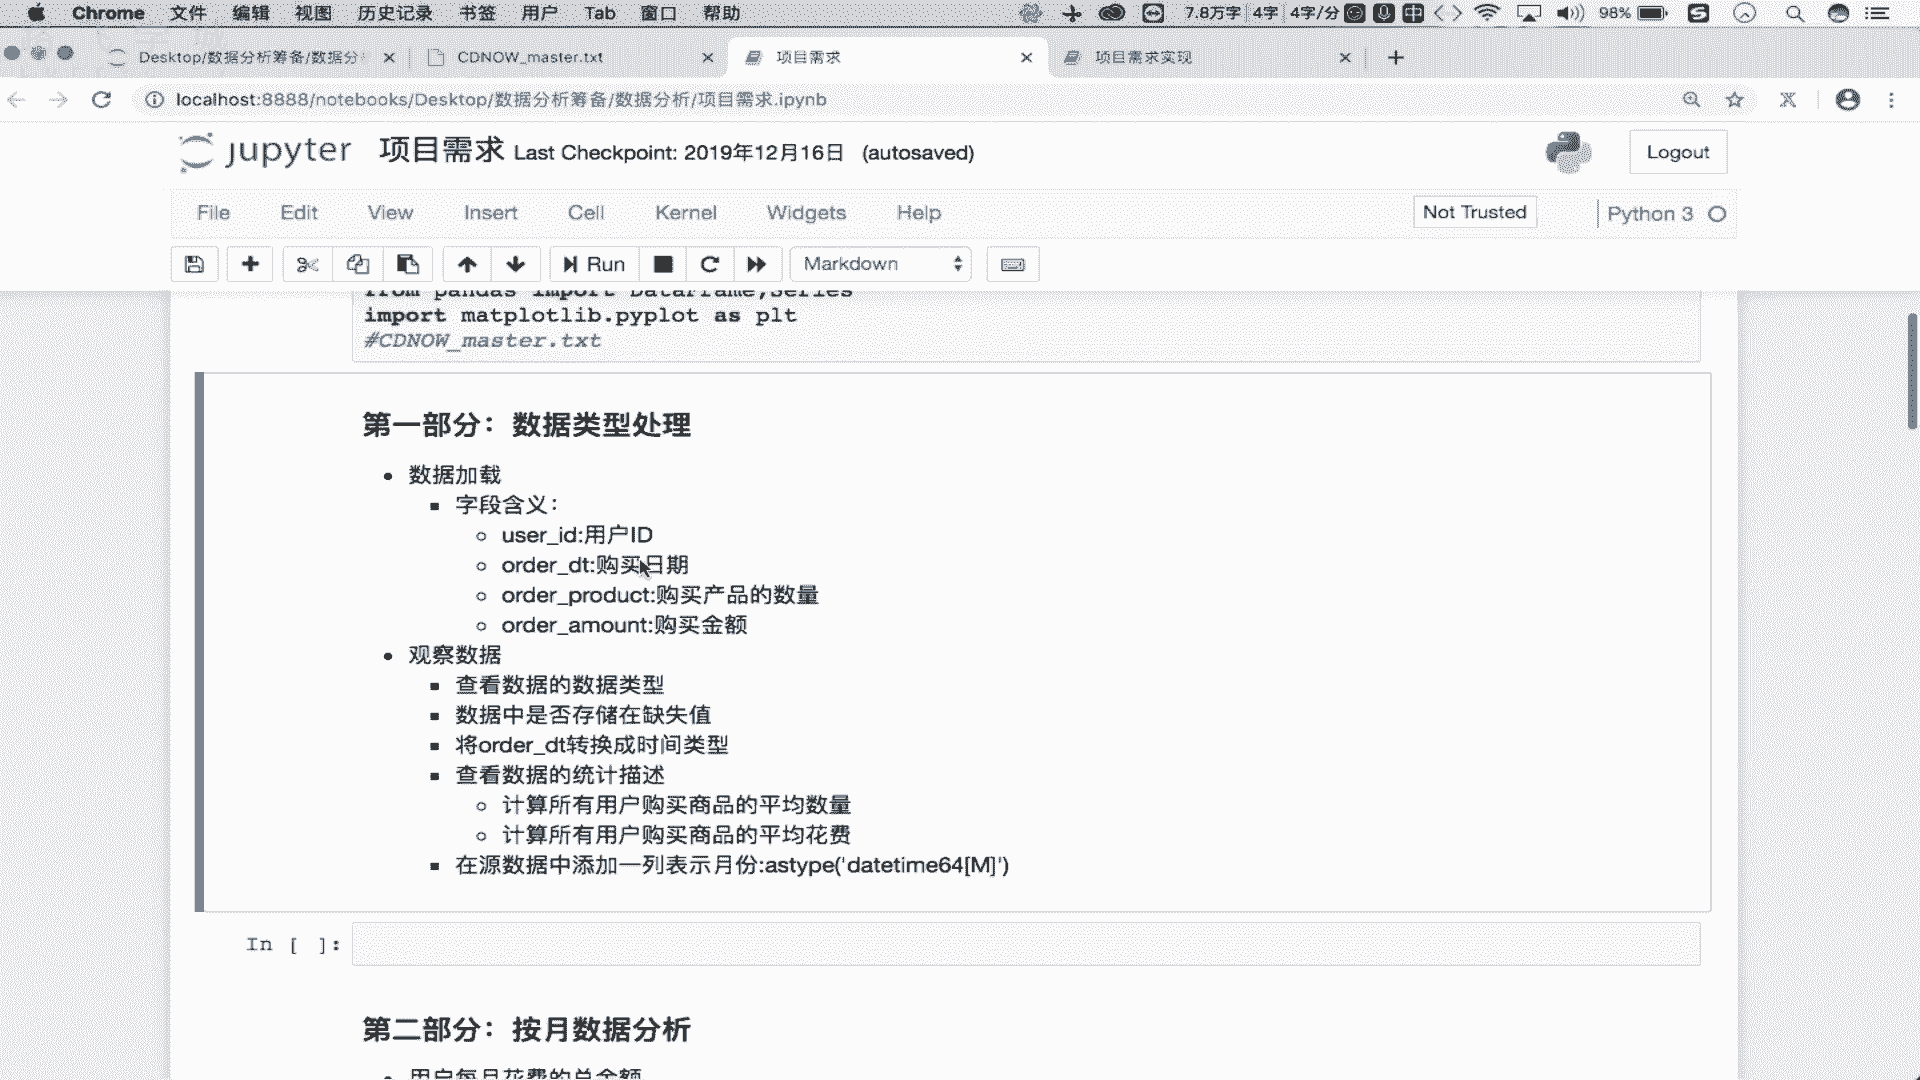 Chrome 文件 编辑 视图 历史记录 书签 用户 Tab 窗口 帮助 7.8万字 4字 4字/分 中 98%
Desktop/数据分析筹备/数据分 CDNOW_master.txt 项目需求 项目需求实现
localhost:8888/notebooks/Desktop/数据分析筹备/数据分析/项目需求.ipynb
jupyter 项目需求 Last Checkpoint: 2019年12月16日 (autosaved) Logout
File Edit View Insert Cell Kernel Widgets Help Not Trusted Python 3
Run Markdown
from pandas import DataFrame,Series
import matplotlib.pyplot as plt
#CDNOW_master.txt
第一部分：数据类型处理
数据加载
字段含义：
user_id:用户ID
order_dt:购买日期
order_product:购买产品的数量
order_amount:购买金额
观察数据
查看数据的数据类型
数据中是否存储在缺失值
将order_dt转换成时间类型
查看数据的统计描述
计算所有用户购买商品的平均数量
计算所有用户购买商品的平均花费
在源数据中添加一列表示月份:astype('datetime64[M]')
In [ ]:
第二部分：按月数据分析
用户每月花费的总金额